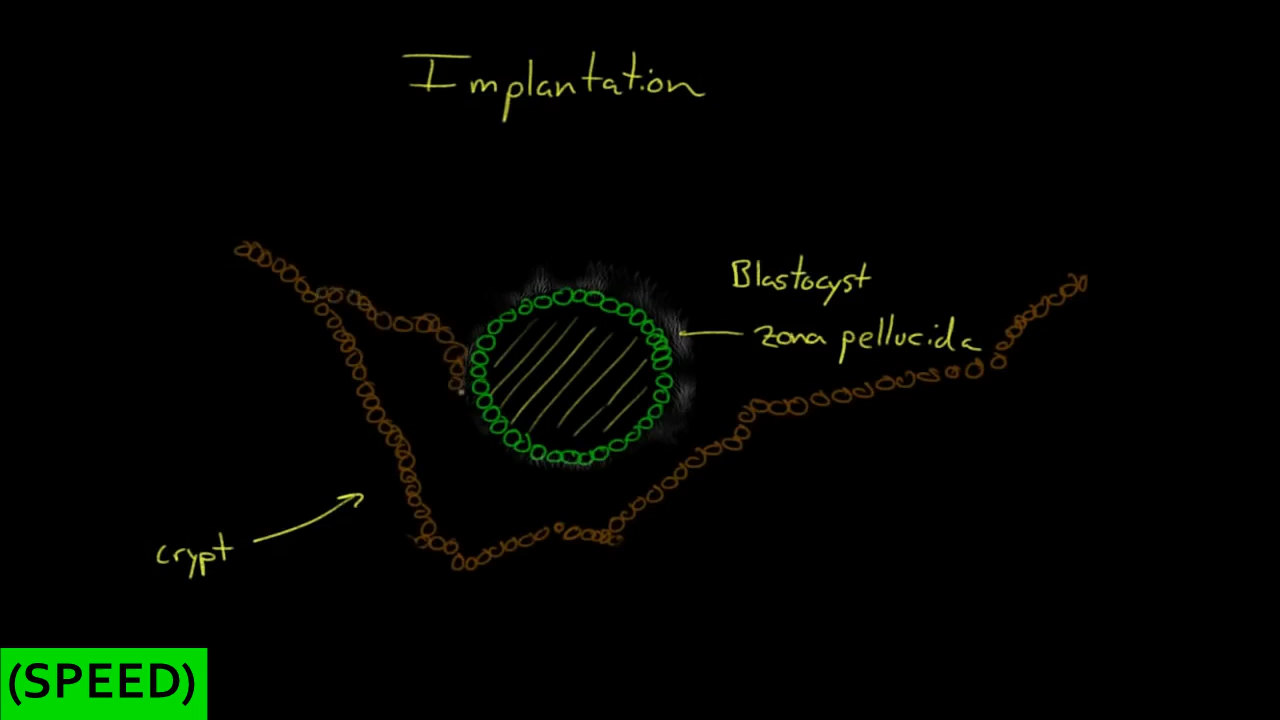 Implantation
Blastocyst
zona pellucida
crypt
(SPEED)